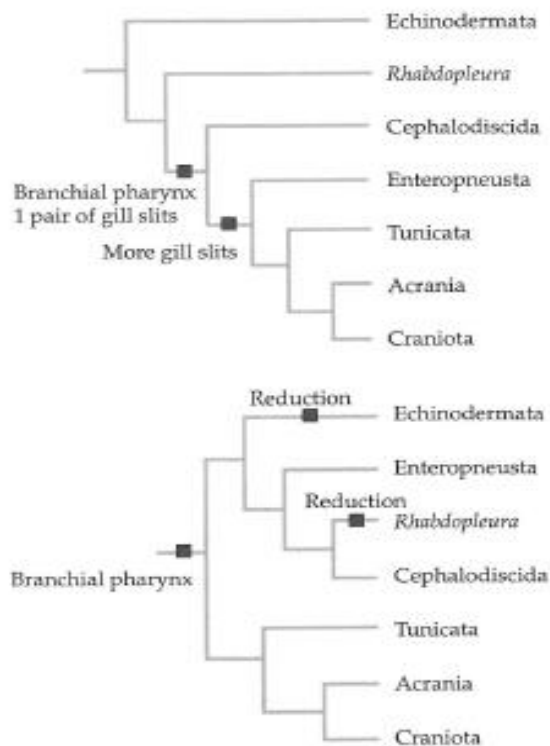 Echinodermata
Rhabdopleura
Cephalodiscida
Branchial pharynx
1 pair of gill slits
Enteropneusta
More gill slits
Tunicata
Acrania
Craniota
Reduction
Echinodermata
Enteropneusta
Reduction
Rhabdopleura
Branchial pharynx
Cephalodiscida
Tunicata
Acrania
Craniota